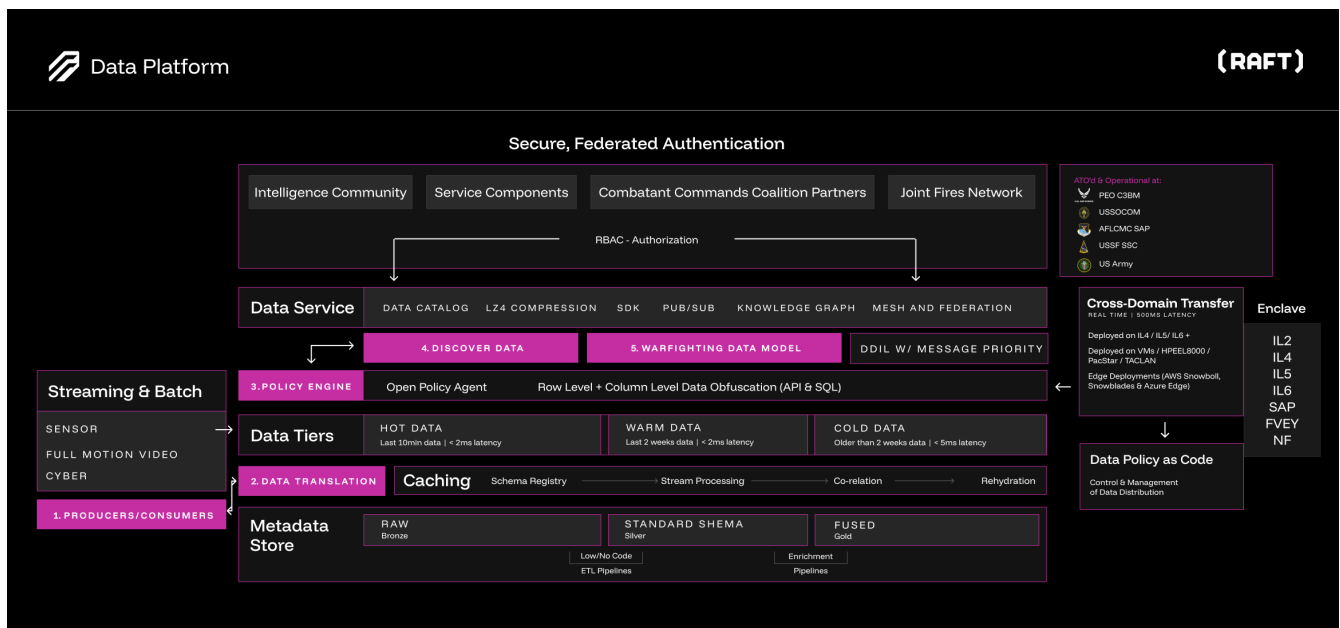 Data Platform
(RAFT)
Secure, Federated Authentication
Intelligence Community
Service Components
Combatant Commands Coalition Partners
Joint Fires Network
RBAC - Authorization
ATO'd & Operational at:
PEO C3BM
USSOCOM
AFLCMC SAP
USSF SSC
US Army
Data Service
DATA CATALOG
LZ4 COMPRESSION
SDK
PUB/SUB
KNOWLEDGE GRAPH
MESH AND FEDERATION
4. DISCOVER DATA
5. WARFIGHTING DATA MODEL
DDIL W/ MESSAGE PRIORITY
3.POLICY ENGINE
Open Policy Agent
Row Level + Column Level Data Obfuscation (API & SQL)
Streaming & Batch
SENSOR
FULL MOTION VIDEO
CYBER
1. PRODUCERS/CONSUMERS
Data Tiers
HOT DATA
Last 10min data | < 2ms latency
WARM DATA
Last 2 weeks data | < 2ms latency
COLD DATA
Older than 2 weeks data | < 5ms latency
2. DATA TRANSLATION
Caching
Schema Registry
Stream Processing
Co-relation
Rehydration
Metadata
Store
RAW
Bronze
STANDARD SHEMA
Silver
FUSED
Gold
Low/No Code
ETL Pipelines
Enrichment
Pipelines
Cross-Domain Transfer
REAL TIME | 500MS LATENCY
Deployed on IL4 / IL5/ IL6 +
Deployed on VMs / HPEEL8000 /
PacStar / TACLAN
Edge Deployments (AWS Snowboll,
Snowblades & Azure Edge)
Data Policy as Code
Control & Management
of Data Distribution
Enclave
IL2
IL4
IL5
IL6
SAP
FVEY
NF